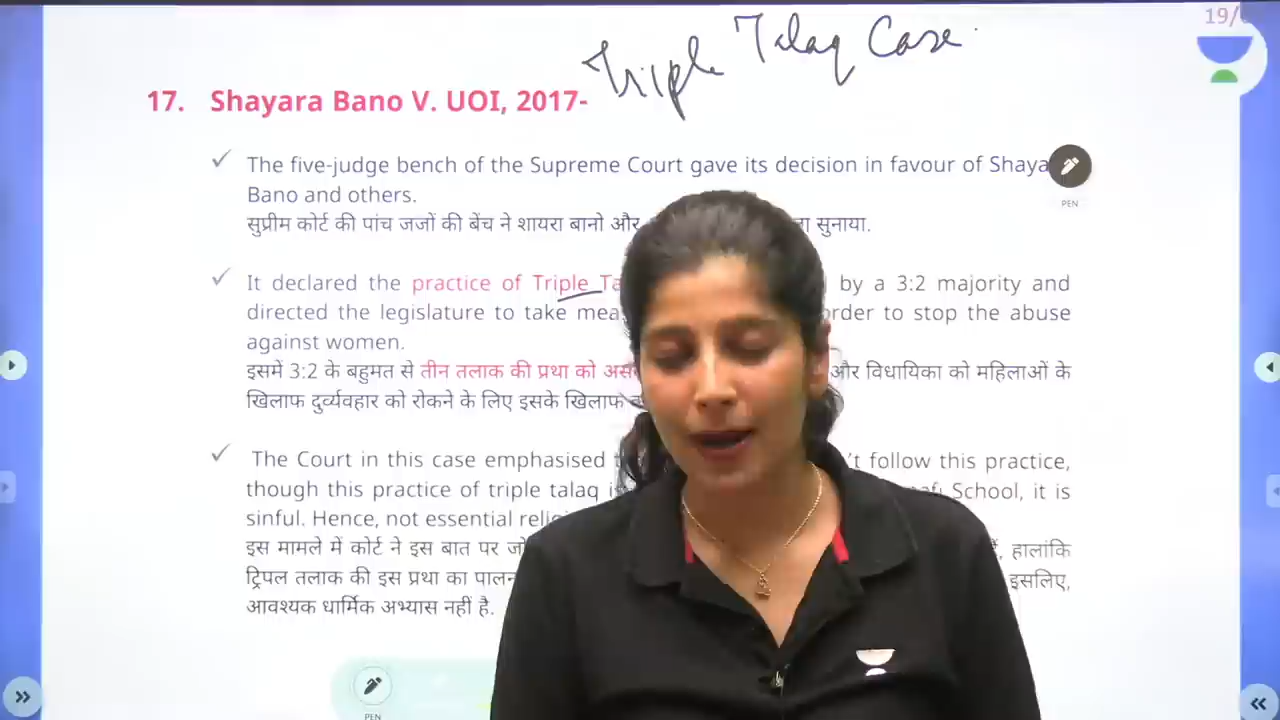 19/
Triple Talaq Case
17. Shayara Bano V. UOI, 2017-
✓ The five-judge bench of the Supreme Court gave its decision in favour of Shaya
PEN
Bano and others.
सुप्रीम कोर्ट की पांच जजों की बेंच ने शायरा बानो और सुनाया.
✓ It declared the practice of Triple by a 3:2 majority and
directed the legislature to take order to stop the abuse
against women.
इसमें 3:2 के बहुमत से तीन तलाक की प्रथा को और विधायिका को महिलाओं के
खिलाफ दुर्व्यवहार को रोकने के लिए इसके खिलाफ
✓ The Court in this case emphasised 't follow this practice,
though this practice of triple talaq School, it is
sinful. Hence, not essential
इस मामले में कोर्ट ने इस बात पर हालांकि
ट्रिपल तलाक की इस प्रथा का इसलिए,
आवश्यक धार्मिक अभ्यास नहीं है.
PEN